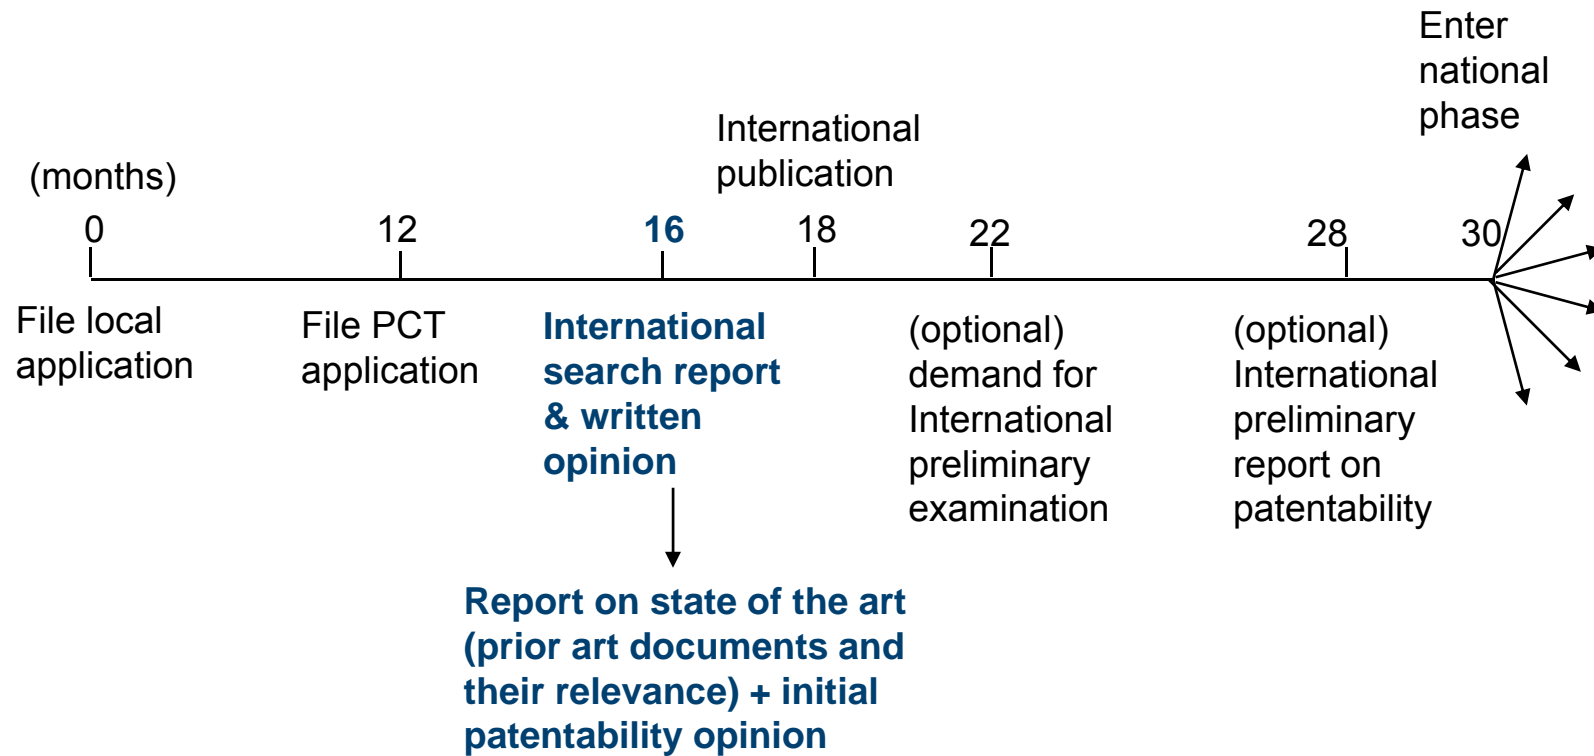 Enter
national
phase
International
publication
(months)
0
12
16
18
22
28
30
File local
application
File PCT
application
International
search report
& written
opinion
(optional)
demand for
International
preliminary
examination
(optional)
International
preliminary
report on
patentability
Report on state of the art
(prior art documents and
their relevance) + initial
patentability opinion